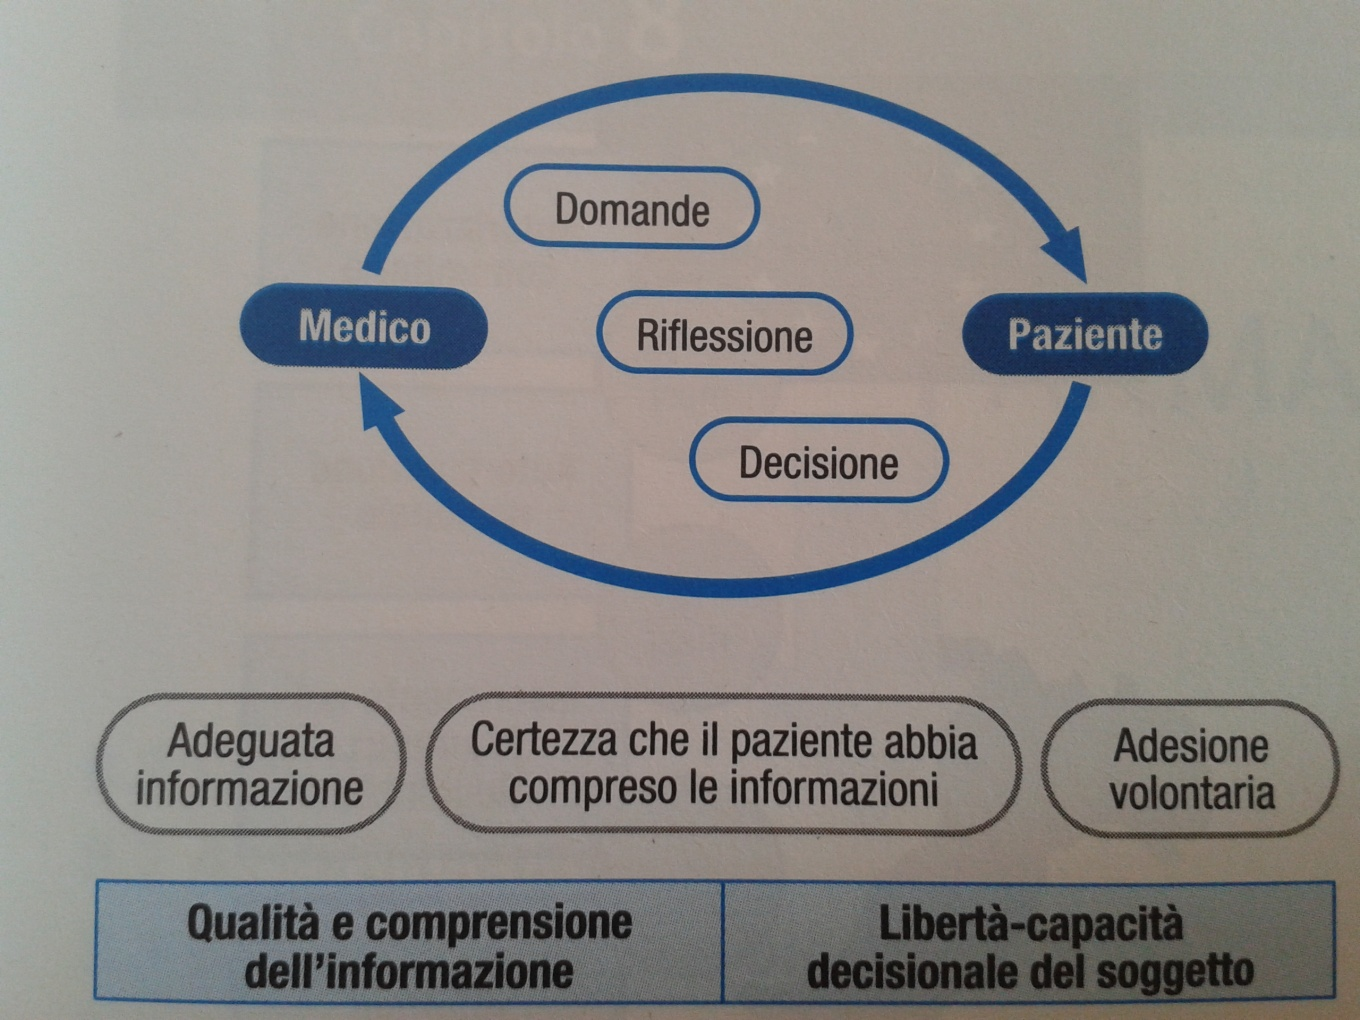 Domande
Medico
Riflessione
Paziente
Decisione
Adeguata
informazione
Certezza che il paziente abbia
compreso le informazioni
Adesione
volontaria
Qualità e comprensione
dell'informazione
Libertà-capacità
decisionale del soggetto